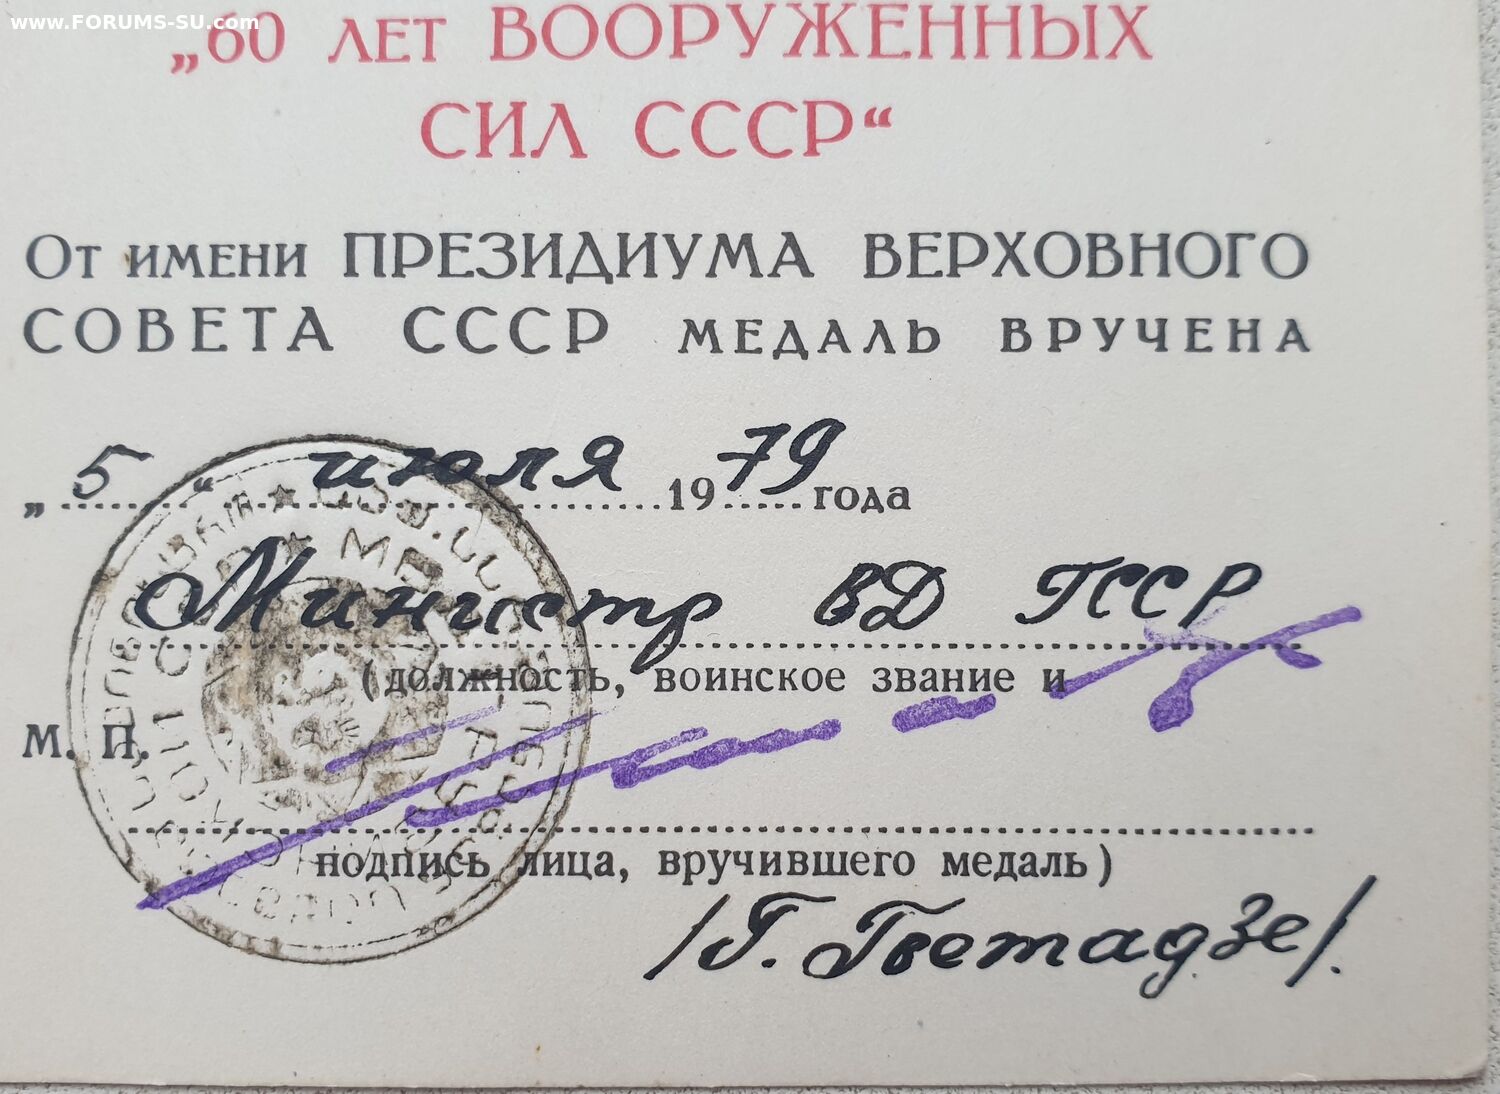 www.FORUMS-SU.com
„60 ЛЕТ ВООРУЖЕННЫХ
СИЛ СССР“
От имени ПРЕЗИДИУМА ВЕРХОВНОГО
СОВЕТА СССР МЕДАЛЬ ВРУЧЕНА
„5“ июля 1979 года
Министр ВД ГССР
(должность, воинское звание и
М. П.
подпись лица, вручившего медаль)
/Г. Гветадзе/.